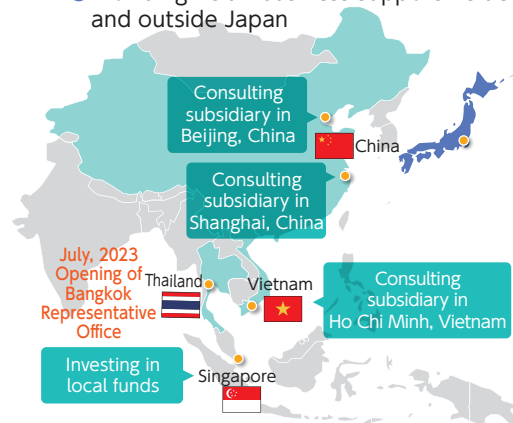 and outside Japan
Consulting
subsidiary in
Beijing, China
China
Consulting
subsidiary in
Shanghai, China
July, 2023
Opening of
Bangkok
Representative
Office
Thailand
Vietnam
Consulting
subsidiary in
Ho Chi Minh, Vietnam
Investing in
local funds
Singapore